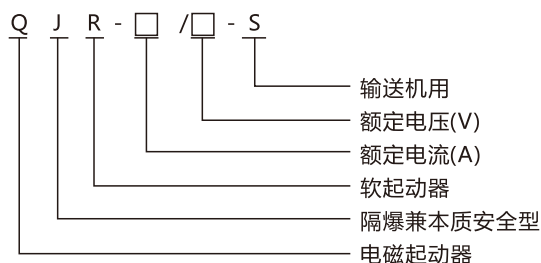 Q J R - □ / □ - S
输送机用
额定电压(V)
额定电流(A)
软起动器
隔爆兼本质安全型
电磁起动器